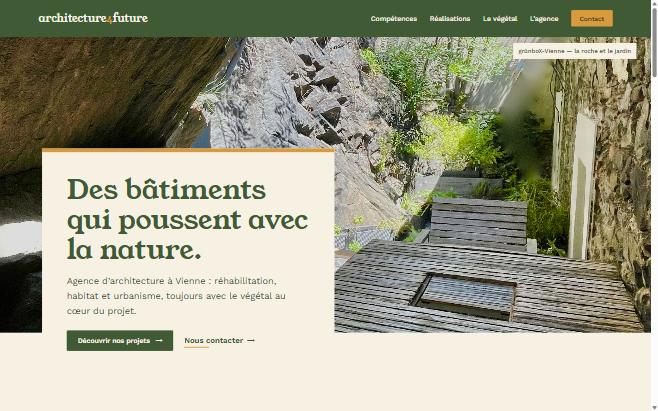 architecture4future
Compétences
Réalisations
Le végétal
L'agence
Contact
grünboX-Vienne — la roche et le jardin
Des bâtiments
qui poussent avec
la nature.
Agence d'architecture à Vienne : réhabilitation,
habitat et urbanisme, toujours avec le végétal au
cœur du projet.
Découvrir nos projets →
Nous contacter →